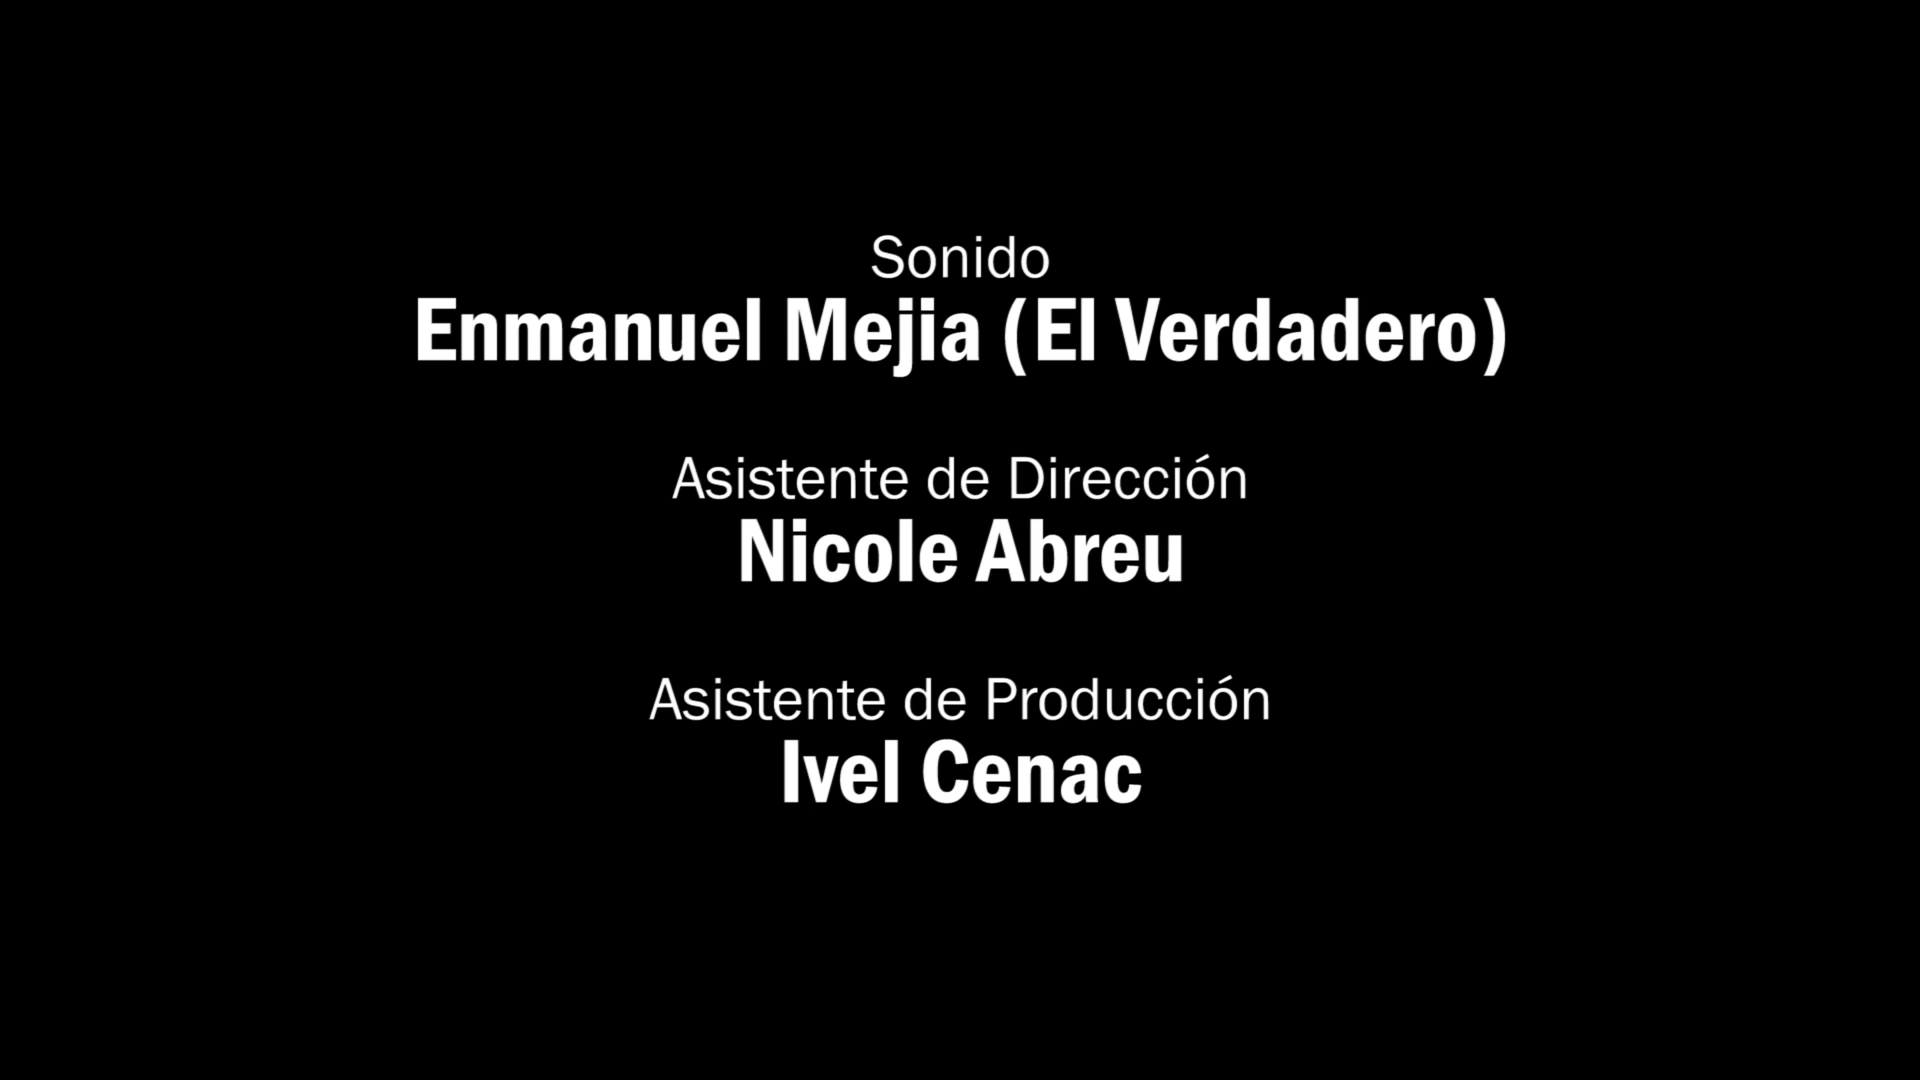 Sonido
Enmanuel Mejia (El Verdadero)
Asistente de Dirección
Nicole Abreu
Asistente de Producción
Ivel Cenac